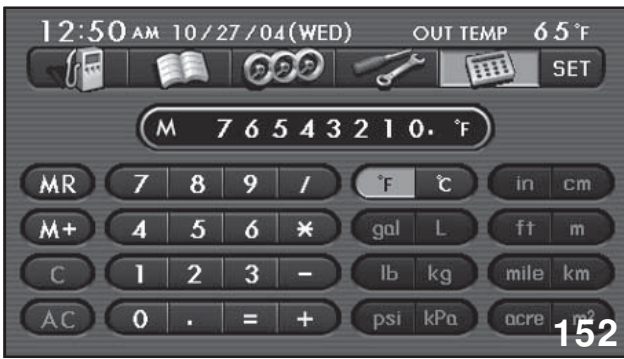 12:50 AM 10/27/04(WED) OUT TEMP 65°F
SET
M 76543210. °F
MR 7 8 9 / °F °C in cm
M+ 4 5 6 * gal L ft m
C 1 2 3 - lb kg mile km
AC 0 . = + psi kPa acre m²
152